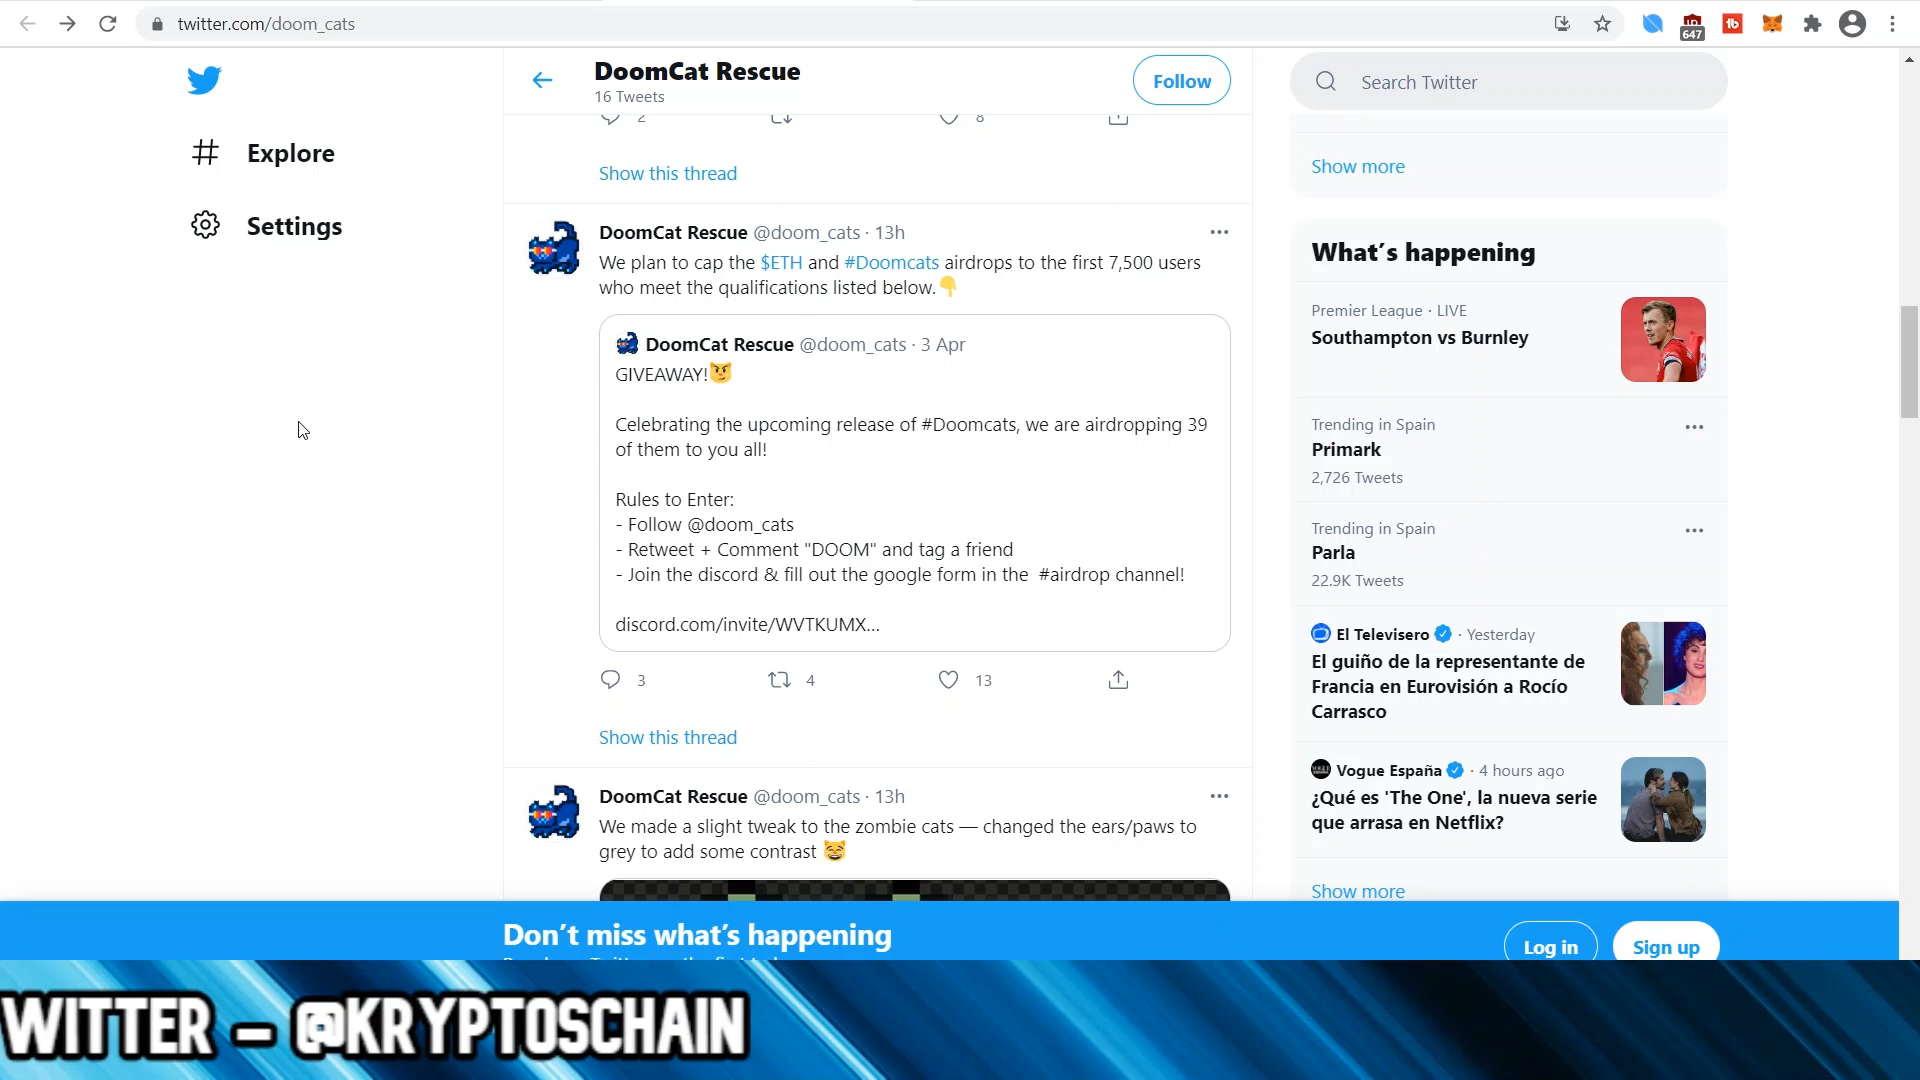 twitter.com/doom_cats
647
DoomCat Rescue
16 Tweets
Follow
Search Twitter
Explore
Settings
2
8
Show this thread
DoomCat Rescue @doom_cats · 13h
We plan to cap the $ETH and #Doomcats airdrops to the first 7,500 users
who meet the qualifications listed below.👇
DoomCat Rescue @doom_cats · 3 Apr
GIVEAWAY!😼
Celebrating the upcoming release of #Doomcats, we are airdropping 39
of them to you all!
Rules to Enter:
- Follow @doom_cats
- Retweet + Comment "DOOM" and tag a friend
- Join the discord & fill out the google form in the #airdrop channel!
discord.com/invite/WVTKUMX...
3
4
13
Show this thread
DoomCat Rescue @doom_cats · 13h
We made a slight tweak to the zombie cats — changed the ears/paws to
grey to add some contrast 😸
Show more
What's happening
Premier League · LIVE
Southampton vs Burnley
Trending in Spain
Primark
2,726 Tweets
Trending in Spain
Parla
22.9K Tweets
El Televisero · Yesterday
El guiño de la representante de
Francia en Eurovisión a Rocío
Carrasco
Vogue España · 4 hours ago
¿Qué es 'The One', la nueva serie
que arrasa en Netflix?
Show more
Don't miss what's happening
Log in
Sign up
WITTER – @KRYPTOSCHAIN